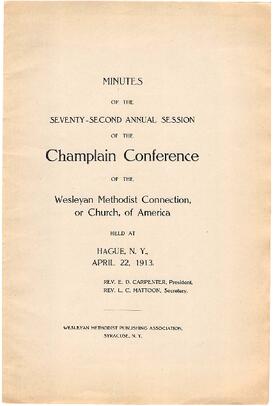 MINUTES
OF THE
SEVENTY-SECOND ANNUAL SESSION
OF THE
Champlain Conference
OF THE
Wesleyan Methodist Connection,
or Church, of America
HELD AT
HAGUE, N. Y.,
APRIL 22, 1913.
REV. E. D. CARPENTER, President.
REV. L. C. MATTOON, Secretary.
WESLEYAN METHODIST PUBLISHING ASSOCIATION,
SYRACUSE, N. Y.